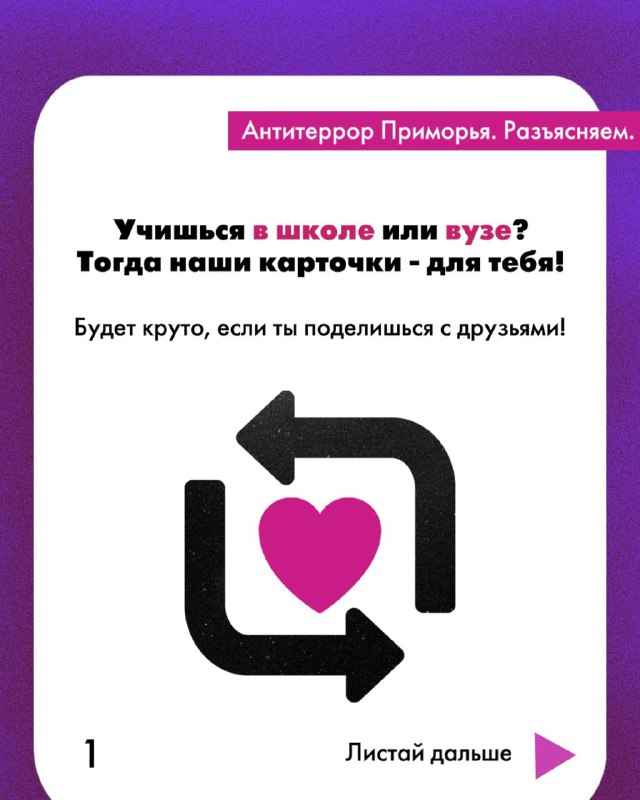 Антитеррор Приморья. Разъясняем.
Учишься в школе или вузе?
Тогда наши карточки - для тебя!
Будет круто, если ты поделишься с друзьями!
1
Листай дальше